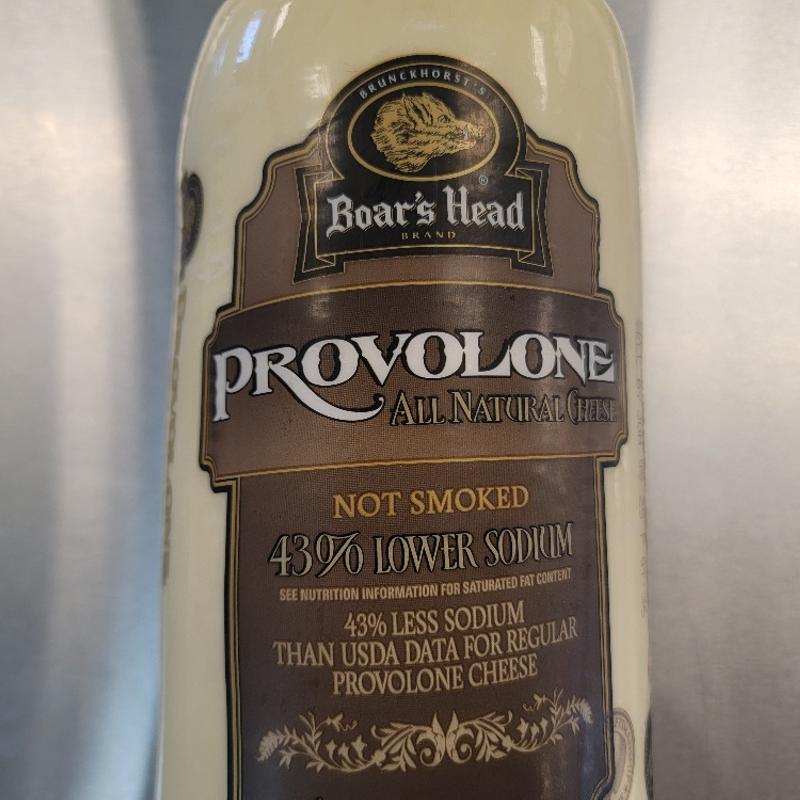 BRUNCKHORST'S
Boar's Head®
BRAND
PROVOLONE
ALL NATURAL CHEESE
NOT SMOKED
43% LOWER SODIUM
SEE NUTRITION INFORMATION FOR SATURATED FAT CONTENT
43% LESS SODIUM
THAN USDA DATA FOR REGULAR
PROVOLONE CHEESE